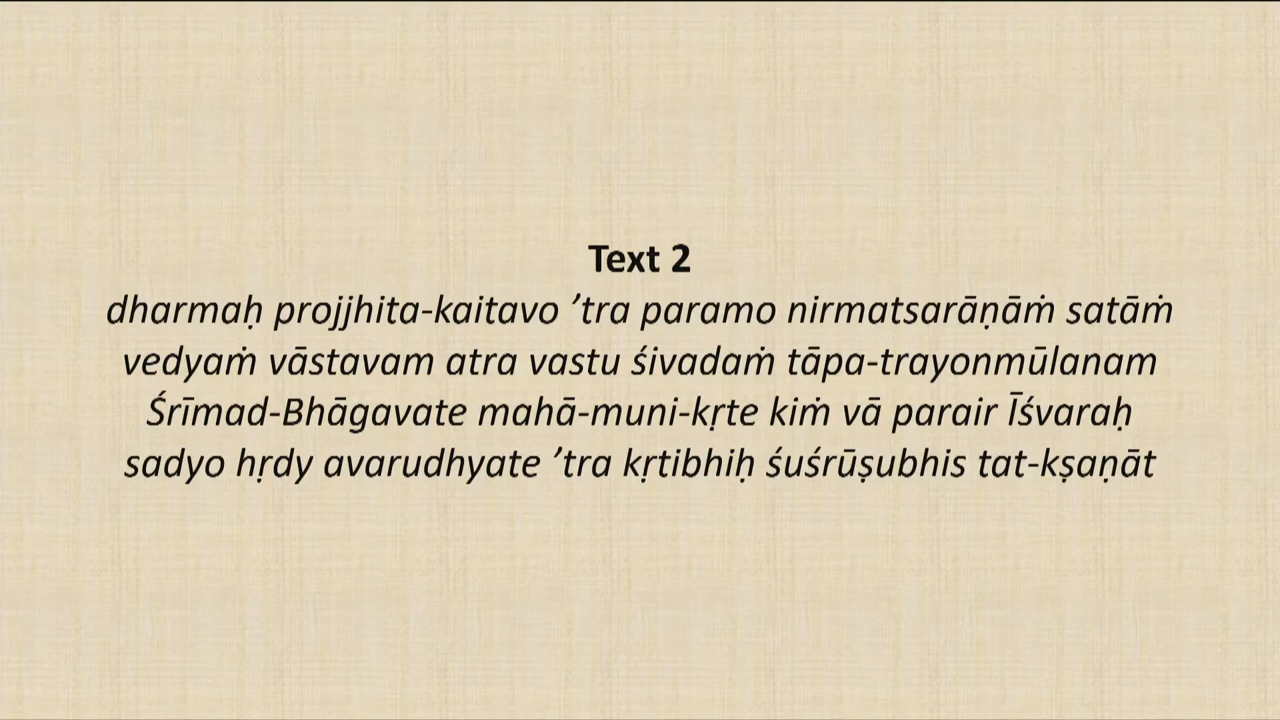 Text 2
dharmaḥ projjhita-kaitavo ’tra paramo nirmatsarāṇāṁ satāṁ
vedyaṁ vāstavam atra vastu śivadaṁ tāpa-trayonmūlanam
Śrīmad-Bhāgavate mahā-muni-kṛte kiṁ vā parair Īśvaraḥ
sadyo hṛdy avarudhyate ’tra kṛtibhiḥ śuśrūṣubhis tat-kṣaṇāt